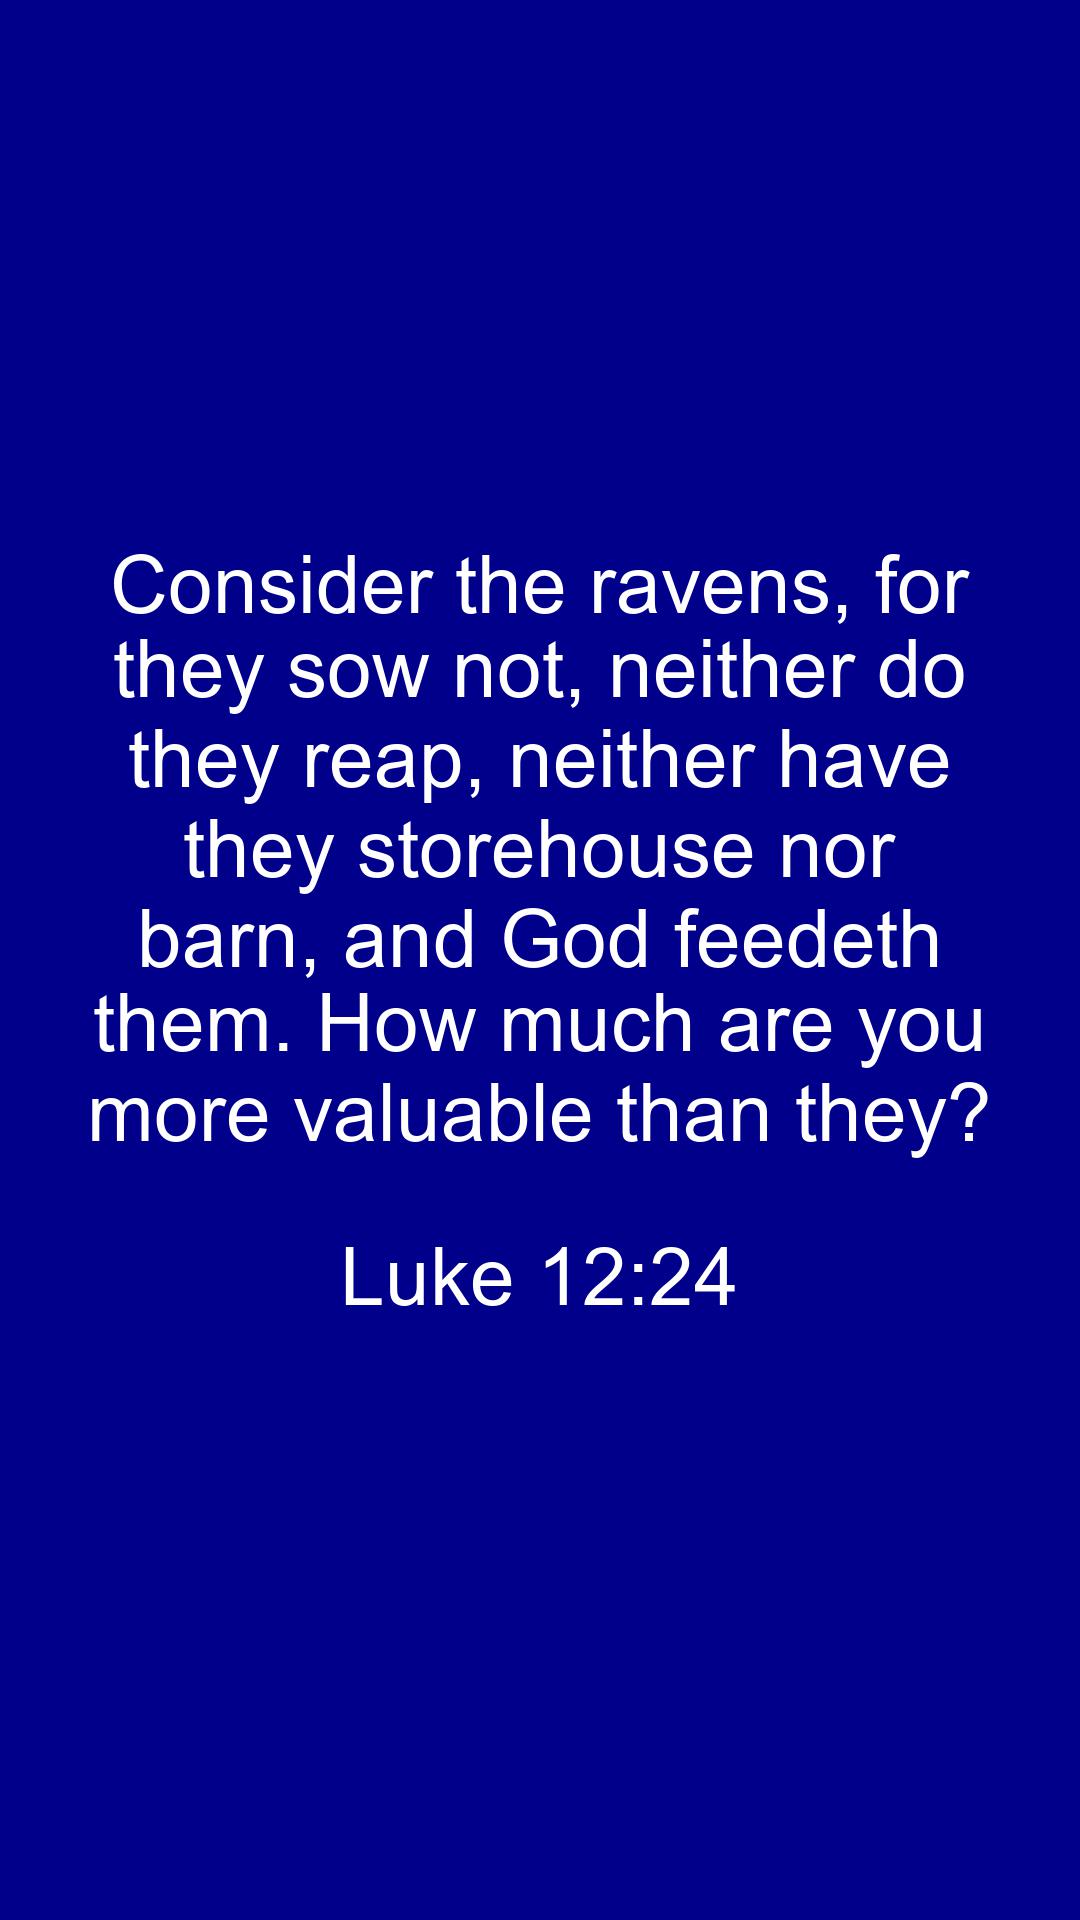 Consider the ravens, for
they sow not, neither do
they reap, neither have
they storehouse nor
barn, and God feedeth
them. How much are you
more valuable than they?
Luke 12:24